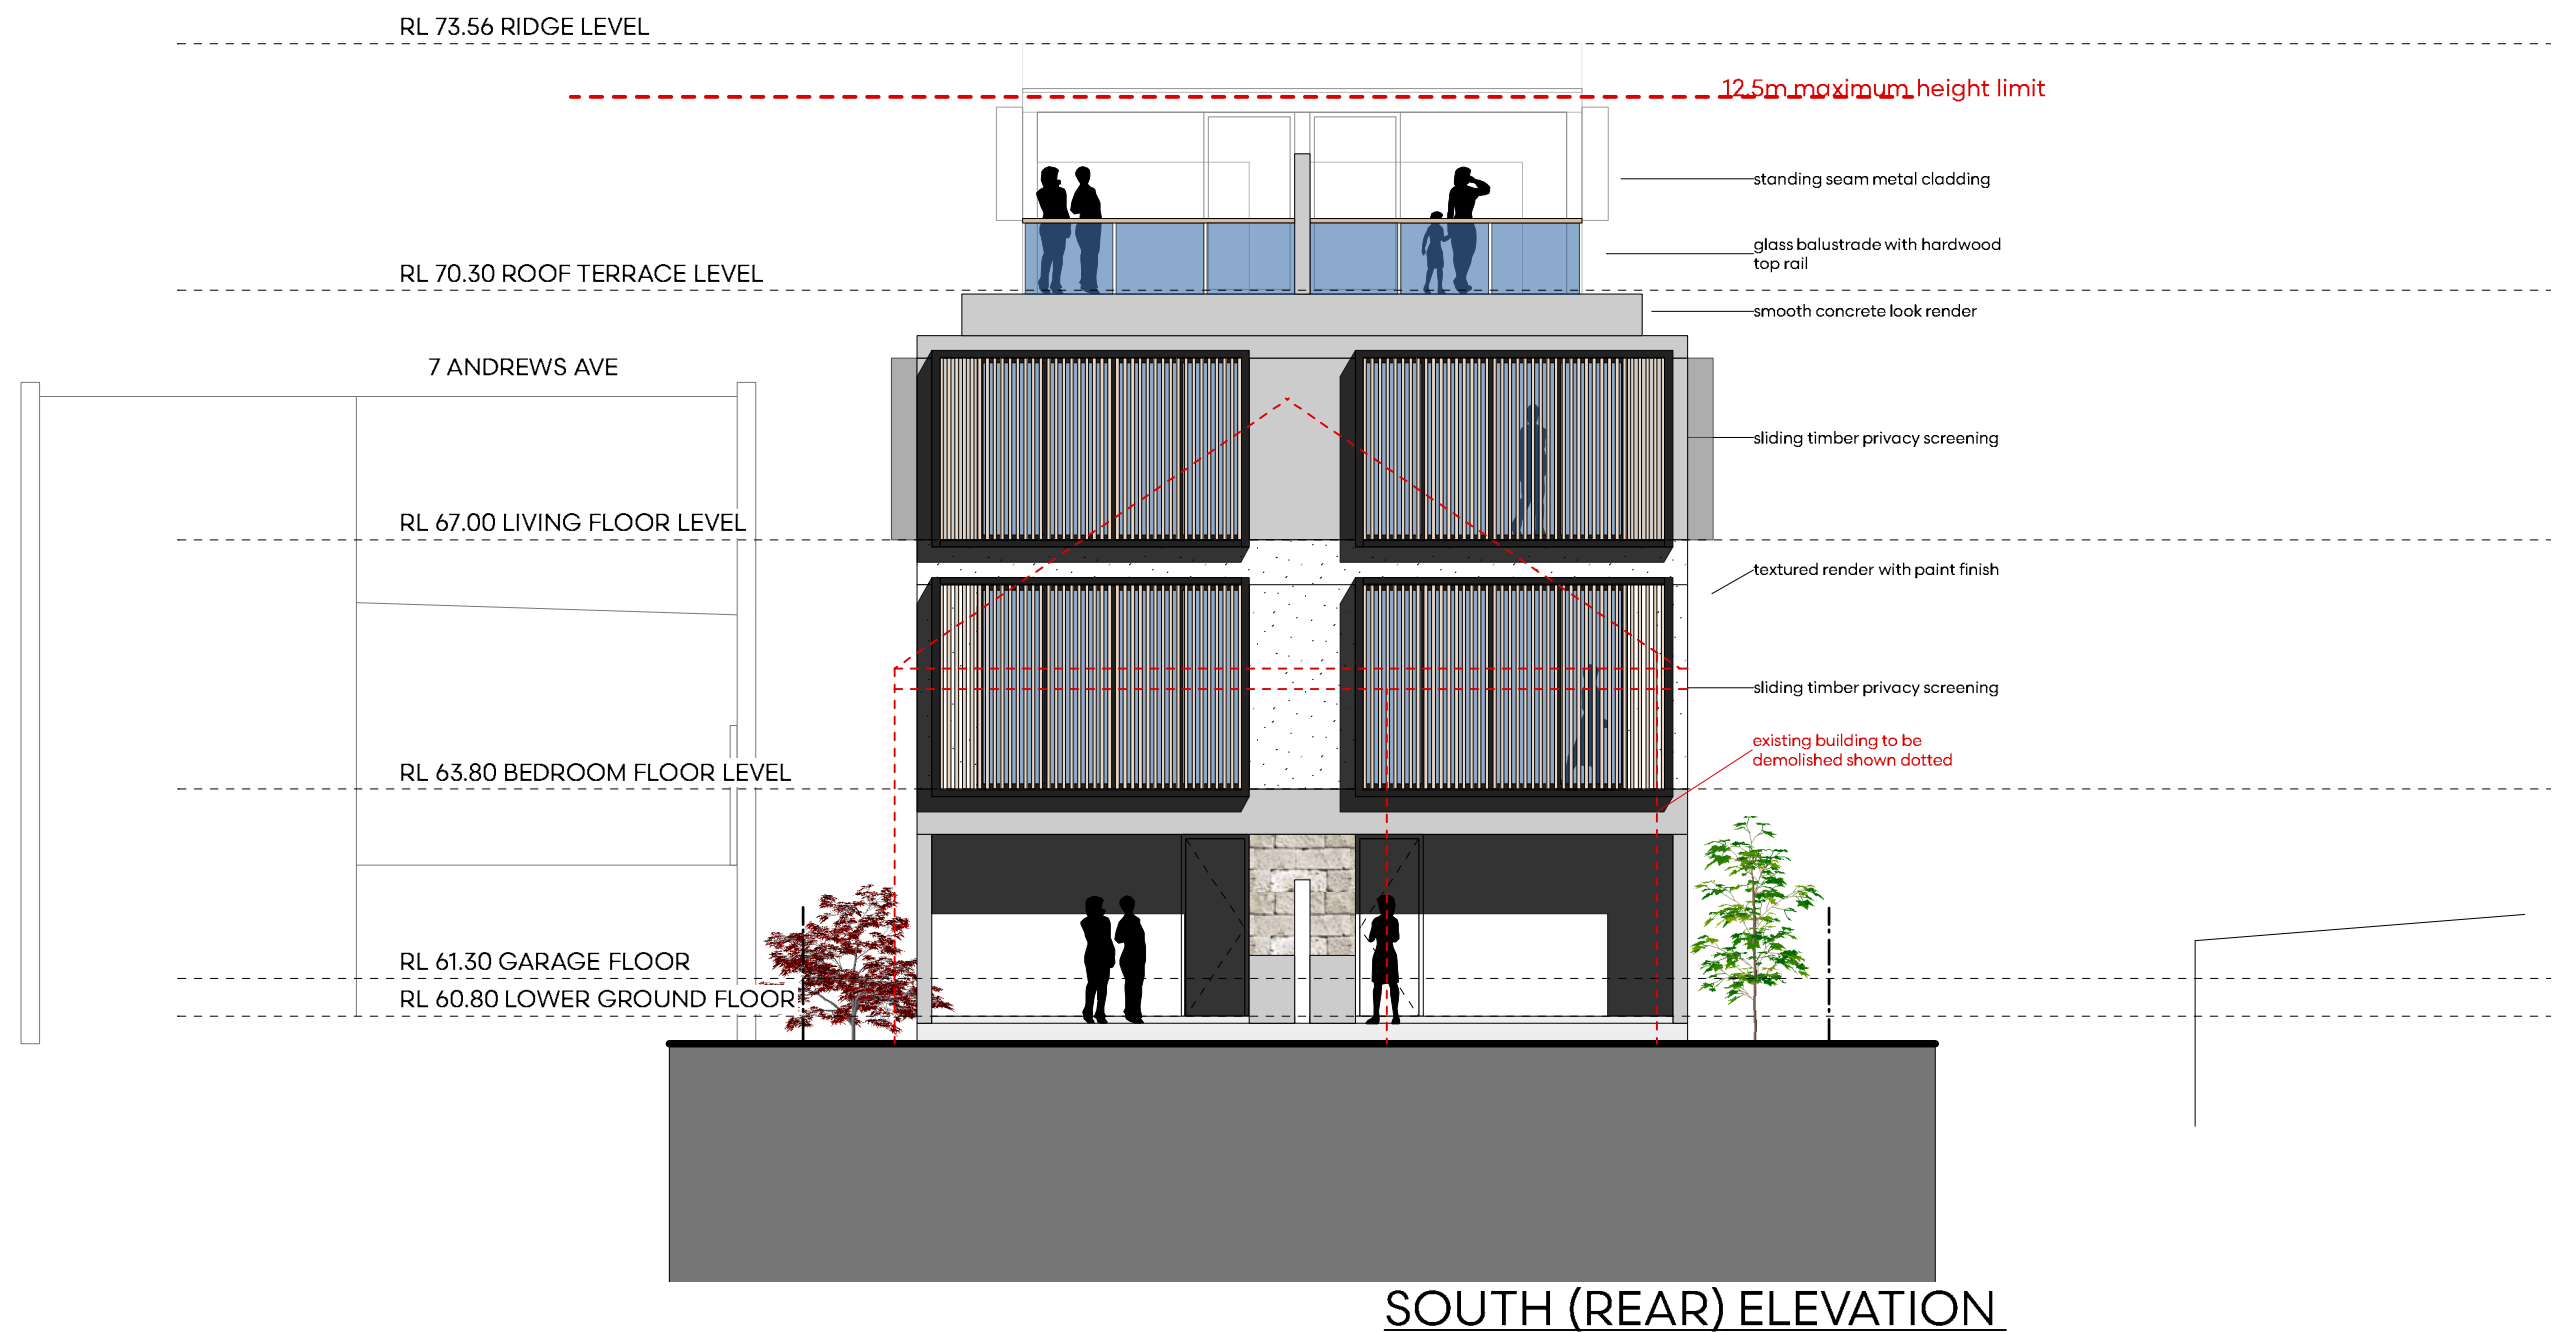 RL 73.56 RIDGE LEVEL
12.5m maximum height limit
standing seam metal cladding
glass balustrade with hardwood
top rail
RL 70.30 ROOF TERRACE LEVEL
smooth concrete look render
7 ANDREWS AVE
sliding timber privacy screening
RL 67.00 LIVING FLOOR LEVEL
textured render with paint finish
sliding timber privacy screening
existing building to be
demolished shown dotted
RL 63.80 BEDROOM FLOOR LEVEL
RL 61.30 GARAGE FLOOR
RL 60.80 LOWER GROUND FLOOR
SOUTH (REAR) ELEVATION